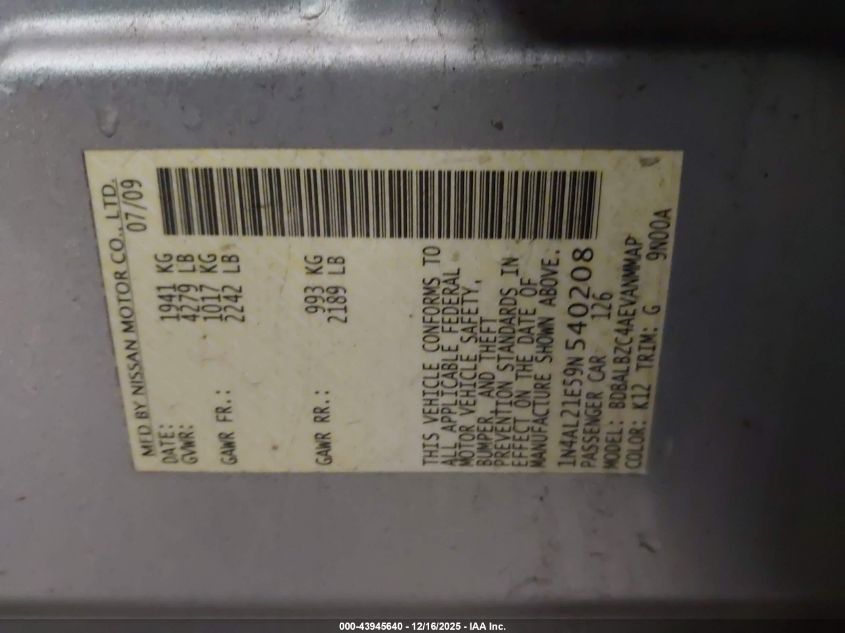 MFD BY NISSAN MOTOR CO., LTD.
DATE: 07/09
GVWR: 1941 KG
4279 LB
GAWR FR.: 1017 KG
2242 LB
GAWR RR.: 993 KG
2189 LB
THIS VEHICLE CONFORMS TO
ALL APPLICABLE FEDERAL
MOTOR VEHICLE SAFETY,
BUMPER, AND THEFT
PREVENTION STANDARDS IN
EFFECT ON THE DATE OF
MANUFACTURE SHOWN ABOVE.
1N4AL21E59N540208
PASSENGER CAR 126
MODEL: BDBALBZC4AEVANMMAP
COLOR: K12 TRIM: G 9N00A
000-43945640 - 12/16/2025 - IAA Inc.